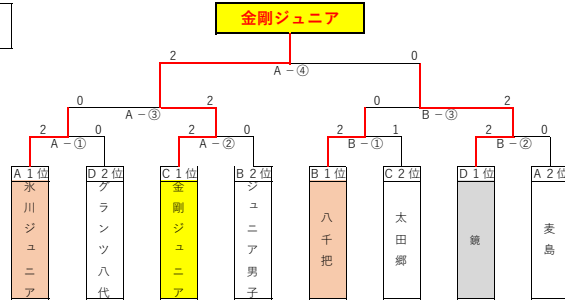 金剛ジュニア
2 0
A－④
0 2 0 2
A－③ B－③
2 0 2 0 2 1 2 0
A－① A－② B－① B－②
A1位 D2位 C1位 B2位 B1位 C2位 D1位 A2位
氷川ジュニア
グランツ八代
金剛ジュニア
ジュニア男子
八千把
太田郷
鏡
麦島